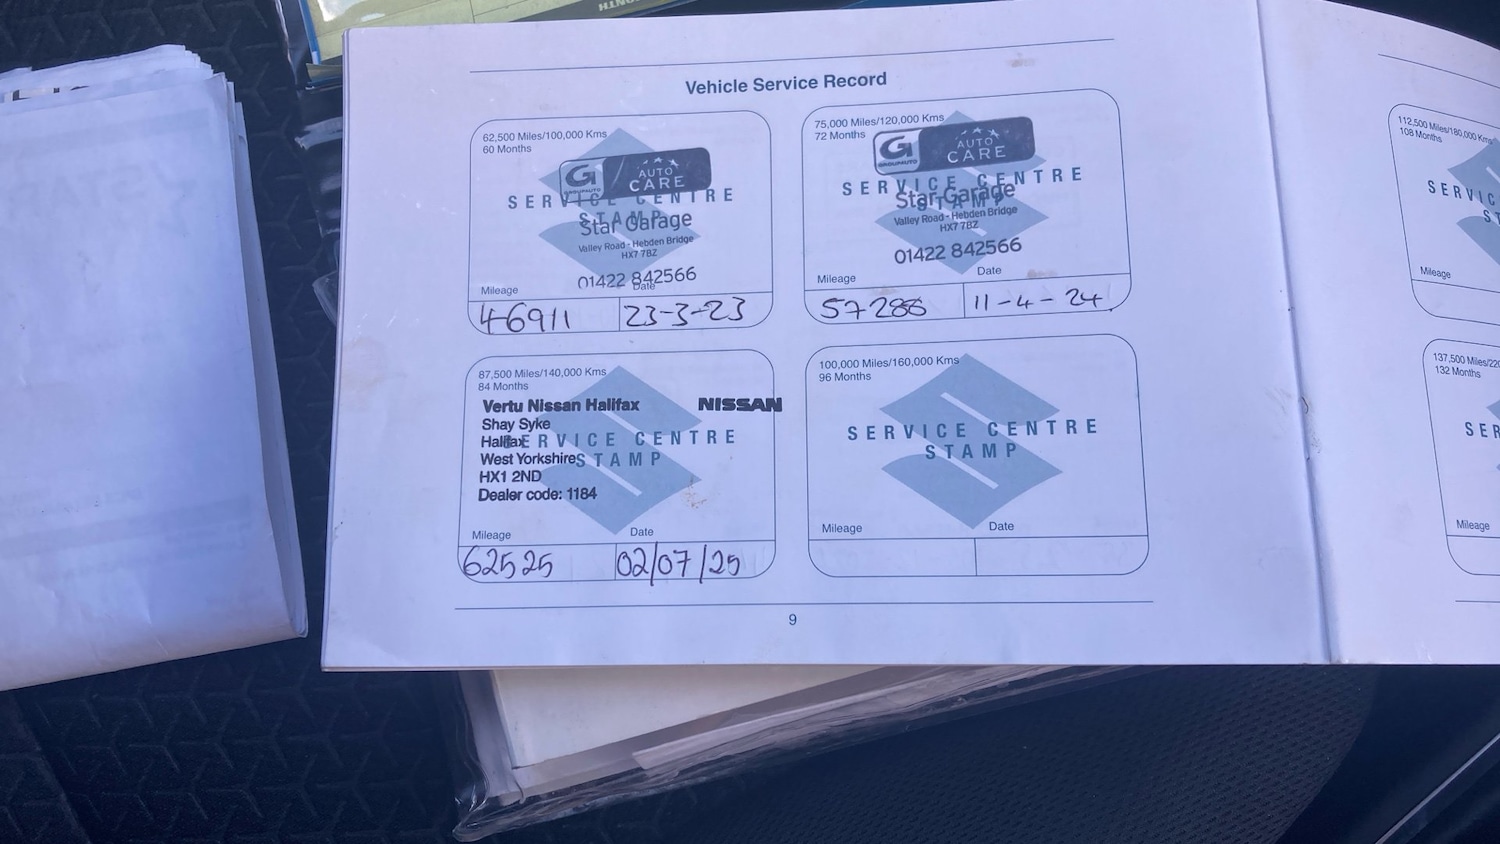 Vehicle Service Record
62,500 Miles/100,000 Kms
60 Months
G GROUPAUTO AUTO CARE
SERVICE CENTRE
STAMP
Star Garage
Valley Road - Hebden Bridge
HX7 7BZ
01422 842566
Mileage Date
46911 23-3-23
75,000 Miles/120,000 Kms
72 Months
G GROUPAUTO AUTO CARE
SERVICE CENTRE
STAMP
Star Garage
Valley Road - Hebden Bridge
HX7 7BZ
01422 842566
Mileage Date
57286 11-4-24
87,500 Miles/140,000 Kms
84 Months
Vertu Nissan Halifax NISSAN
Shay Syke
Halifax
SERVICE CENTRE
West Yorkshire
STAMP
HX1 2ND
Dealer code: 1184
Mileage Date
62525 02/07/25
100,000 Miles/160,000 Kms
96 Months
SERVICE CENTRE
STAMP
Mileage Date
9
112,500 Miles/180,000 Kms
108 Months
SERVIC
Mileage
137,500 Miles/220
132 Months
SER
Mileage